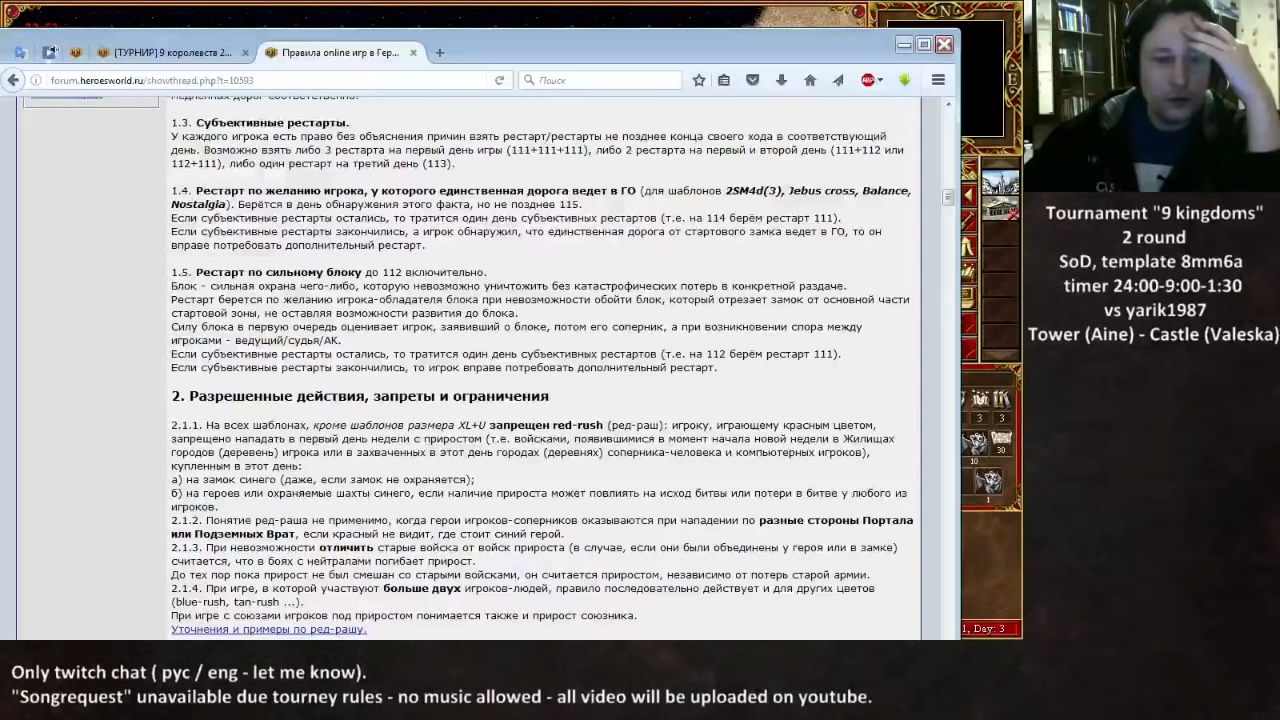 [ТУРНИР] 9 королевств 2...
Правила online игр в Гер...
forum.heroesworld.ru/showthread.php?t=10593
Поиск
ABP
1.3. Субъективные рестарты.
У каждого игрока есть право без объяснения причин взять рестарт/рестарты не позднее конца своего хода в соответствующий
день. Возможно взять либо 3 рестарта на первый день игры (111+111+111), либо 2 рестарта на первый и второй день (111+112 или
112+111), либо один рестарт на третий день (113).
1.4. Рестарт по желанию игрока, у которого единственная дорога ведет в ГО (для шаблонов 2SM4d(3), Jebus cross, Balance,
Nostalgia). Берётся в день обнаружения этого факта, но не позднее 115.
Если субъективные рестарты остались, то тратится один день субъективных рестартов (т.е. на 114 берём рестарт 111).
Если субъективные рестарты закончились, а игрок обнаружил, что единственная дорога от стартового замка ведет в ГО, то он
вправе потребовать дополнительный рестарт.
1.5. Рестарт по сильному блоку до 112 включительно.
Блок - сильная охрана чего-либо, которую невозможно уничтожить без катастрофических потерь в конкретной раздаче.
Рестарт берется по желанию игрока-обладателя блока при невозможности обойти блок, который отрезает замок от основной части
стартовой зоны, не оставляя возможности развития до блока.
Силу блока в первую очередь оценивает игрок, заявивший о блоке, потом его соперник, а при возникновении спора между
игроками - ведущий/судья/АК.
Если субъективные рестарты остались, то тратится один день субъективных рестартов (т.е. на 112 берём рестарт 111).
Если субъективные рестарты закончились, то игрок вправе потребовать дополнительный рестарт.
2. Разрешенные действия, запреты и ограничения
2.1.1. На всех шаблонах, кроме шаблонов размера XL+U запрещен red-rush (ред-раш): игроку, играющему красным цветом,
запрещено нападать в первый день недели с приростом (т.е. войсками, появившимися в момент начала новой недели в Жилищах
городов (деревень) игрока или в захваченных в этот день городах (деревнях) соперника-человека и компьютерных игроков),
купленным в этот день:
а) на замок синего (даже, если замок не охраняется);
б) на героев или охраняемые шахты синего, если наличие прироста может повлиять на исход битвы или потери в битве у любого из
игроков.
2.1.2. Понятие ред-раша не применимо, когда герои игроков-соперников оказываются при нападении по разные стороны Портала
или Подземных Врат, если красный не видит, где стоит синий герой.
2.1.3. При невозможности отличить старые войска от войск прироста (в случае, если они были объединены у героя или в замке)
считается, что в боях с нейтралами погибает прирост.
До тех пор пока прирост не был смешан со старыми войсками, он считается приростом, независимо от потерь старой армии.
2.1.4. При игре, в которой участвуют больше двух игроков-людей, правило последовательно действует и для других цветов
(blue-rush, tan-rush ...).
При игре с союзами игроков под приростом понимается также и прирост союзника.
Уточнения и примеры по ред-рашу.
N
E
3 3
10 30
1
1, Day: 3
Tournament "9 kingdoms"
2 round
SoD, template 8mm6a
timer 24:00-9:00-1:30
vs yarik1987
Tower (Aine) - Castle (Valeska)
Only twitch chat ( рус / eng - let me know).
"Songrequest" unavailable due tourney rules - no music allowed - all video will be uploaded on youtube.